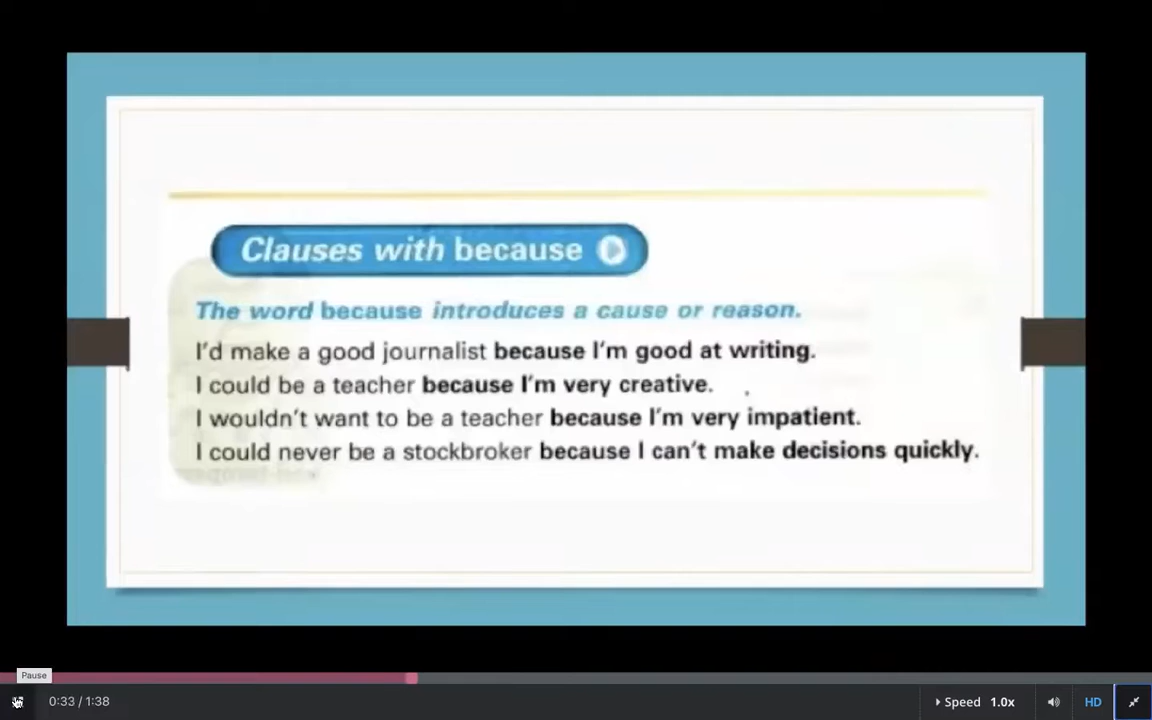 Clauses with because
The word because introduces a cause or reason.
I'd make a good journalist because I'm good at writing.
I could be a teacher because I'm very creative.
I wouldn't want to be a teacher because I'm very impatient.
I could never be a stockbroker because I can't make decisions quickly.
Pause
0:33 / 1:38
Speed 1.0x
HD